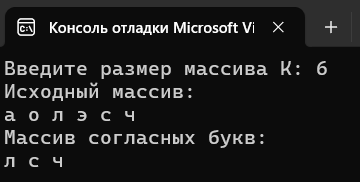 Консоль отладки Microsoft Vi
Введите размер массива K: 6
Исходный массив:
а о л э с ч
Массив согласных букв:
л с ч